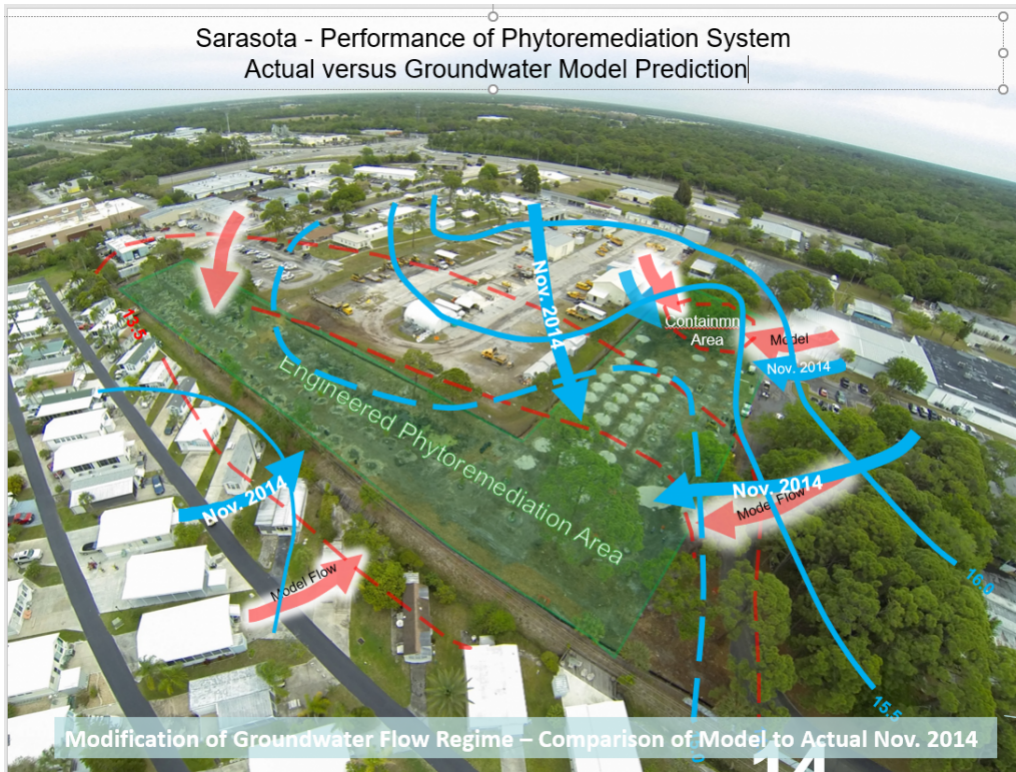 Sarasota - Performance of Phytoremediation System
Actual versus Groundwater Model Prediction
13.5
Nov. 2014
Containmn
Area
Model
Nov. 2014
Engineered Phytoremediation Area
Nov. 2014
Model Flow
Nov. 2014
Model Flow
16.0
15.5
14
Modification of Groundwater Flow Regime – Comparison of Model to Actual Nov. 2014